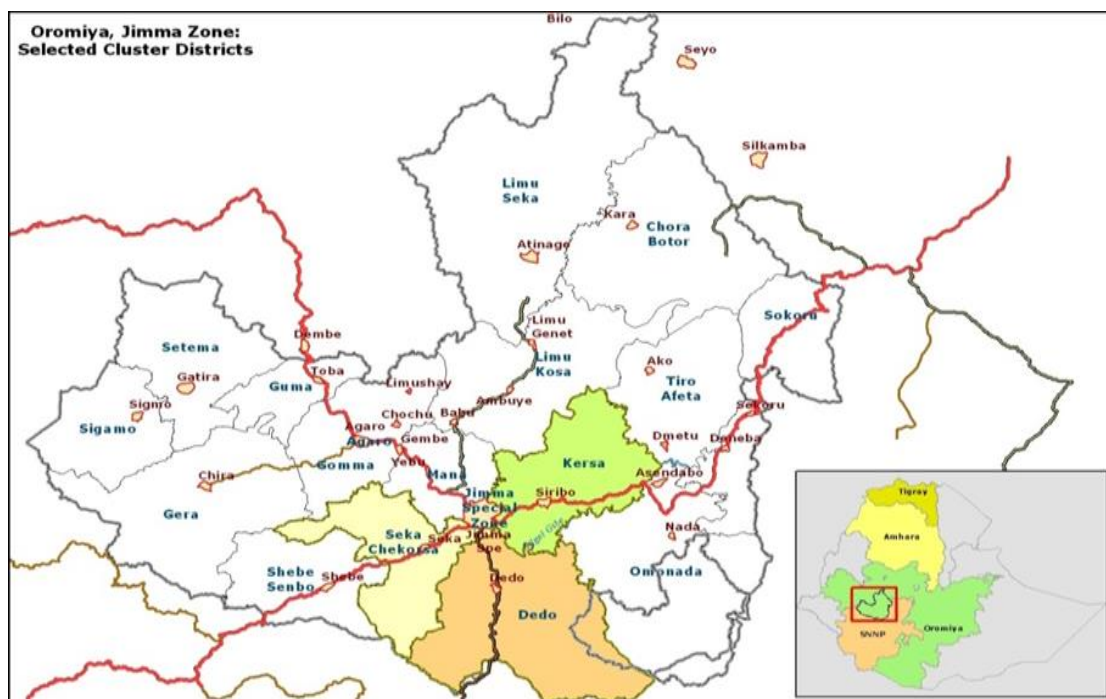 Oromiya, Jimma Zone:
Selected Cluster Districts
Bilo
Seyo
Silkamba
Limu
Seka
Kara
Chora
Botor
Atinago
Sokoru
Limu
Genet
Dembe
Setema
Limu
Kosa
Ako
Toba
Gatira
Guma
Limushay
Tiro
Afeta
Ambuye
Signro
Sigamo
Chochu
Babu
Sekoru
Agaro
Agaro
Gembe
Dmetu
Deneba
Yebu
Gomma
Mana
Kersa
Chira
Asendabo
Jimma
Special
Zone
Siribo
Gera
Seka
Chekorsa
Seka
Jimma
Spe
Nada
Shebe
Senbo
Shebe
Dedo
Omonada
Dedo
Tigray
Amhara
Oromiya
SNNP